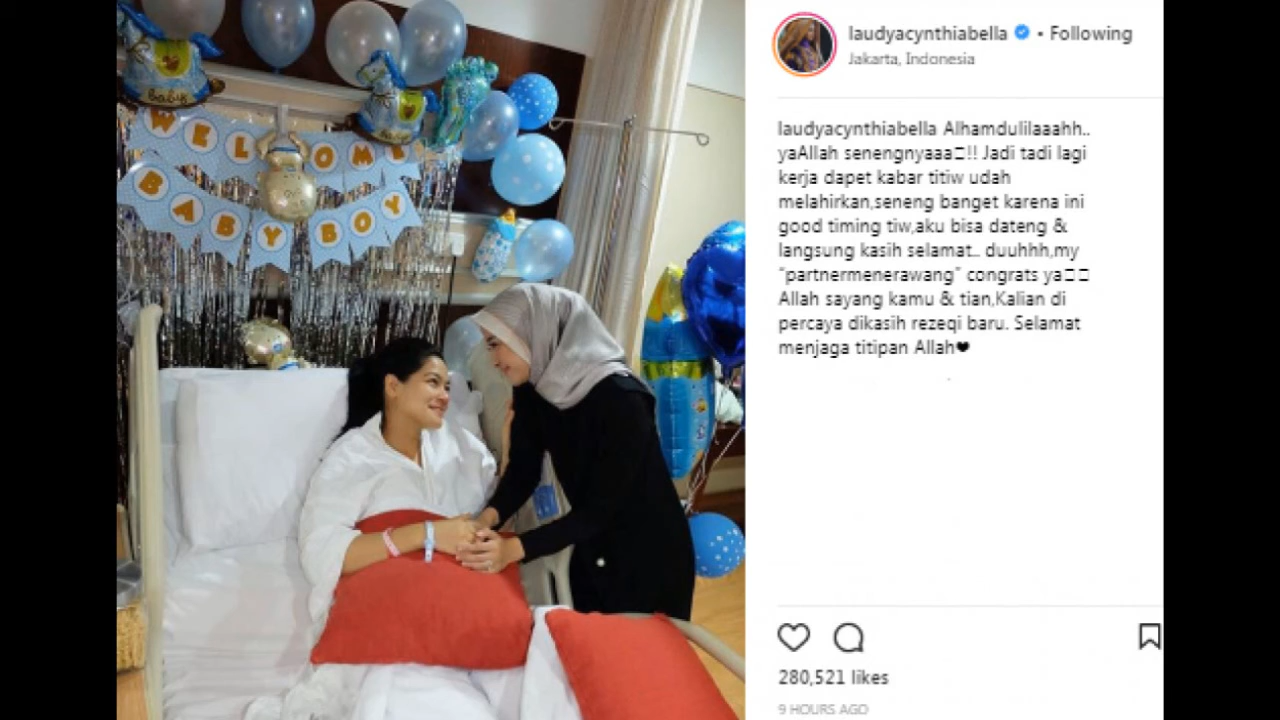 baby
WELCOME
BABY BOY
laudyacynthiabella • Following
Jakarta, Indonesia
laudyacynthiabella Alhamdulilaaahh..
yaAllah senengnyaaa□!! Jadi tadi lagi
kerja dapet kabar titiw udah
melahirkan,seneng banget karena ini
good timing tiw,aku bisa dateng &
langsung kasih selamat.. duuhhh,my
“partnermenerawang” congrats ya□□
Allah sayang kamu & tian,Kalian di
percaya dikasih rezeqi baru. Selamat
menjaga titipan Allah❤
280,521 likes
9 HOURS AGO